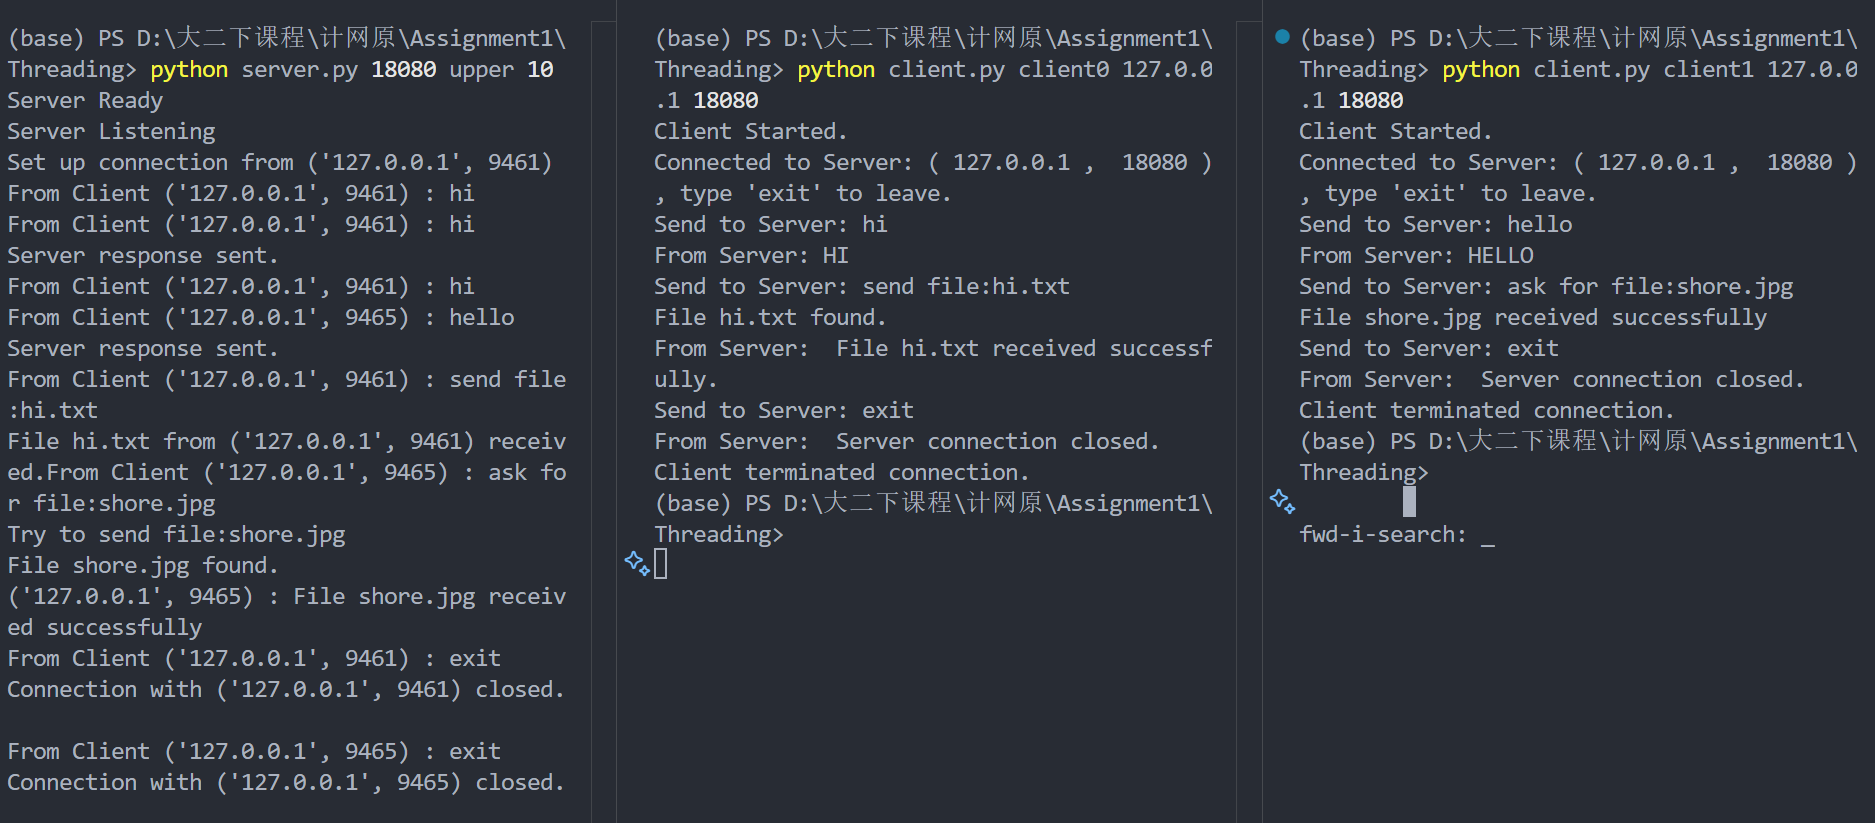 (base) PS D:\大二下课程\计网原\Assignment1\
Threading> python server.py 18080 upper 10
Server Ready
Server Listening
Set up connection from ('127.0.0.1', 9461)
From Client ('127.0.0.1', 9461) : hi
From Client ('127.0.0.1', 9461) : hi
Server response sent.
From Client ('127.0.0.1', 9461) : hi
From Client ('127.0.0.1', 9465) : hello
Server response sent.
From Client ('127.0.0.1', 9461) : send file
:hi.txt
File hi.txt from ('127.0.0.1', 9461) receiv
ed.From Client ('127.0.0.1', 9465) : ask fo
r file:shore.jpg
Try to send file:shore.jpg
File shore.jpg found.
('127.0.0.1', 9465) : File shore.jpg receiv
ed successfully
From Client ('127.0.0.1', 9461) : exit
Connection with ('127.0.0.1', 9461) closed.
From Client ('127.0.0.1', 9465) : exit
Connection with ('127.0.0.1', 9465) closed.
(base) PS D:\大二下课程\计网原\Assignment1\
Threading> python client.py client0 127.0.0
.1 18080
Client Started.
Connected to Server: ( 127.0.0.1 ,  18080 )
, type 'exit' to leave.
Send to Server: hi
From Server: HI
Send to Server: send file:hi.txt
File hi.txt found.
From Server:  File hi.txt received successf
ully.
Send to Server: exit
From Server:  Server connection closed.
Client terminated connection.
(base) PS D:\大二下课程\计网原\Assignment1\
Threading>
(base) PS D:\大二下课程\计网原\Assignment1\
Threading> python client.py client1 127.0.0
.1 18080
Client Started.
Connected to Server: ( 127.0.0.1 ,  18080 )
, type 'exit' to leave.
Send to Server: hello
From Server: HELLO
Send to Server: ask for file:shore.jpg
File shore.jpg received successfully
Send to Server: exit
From Server:  Server connection closed.
Client terminated connection.
(base) PS D:\大二下课程\计网原\Assignment1\
Threading>
fwd-i-search: _